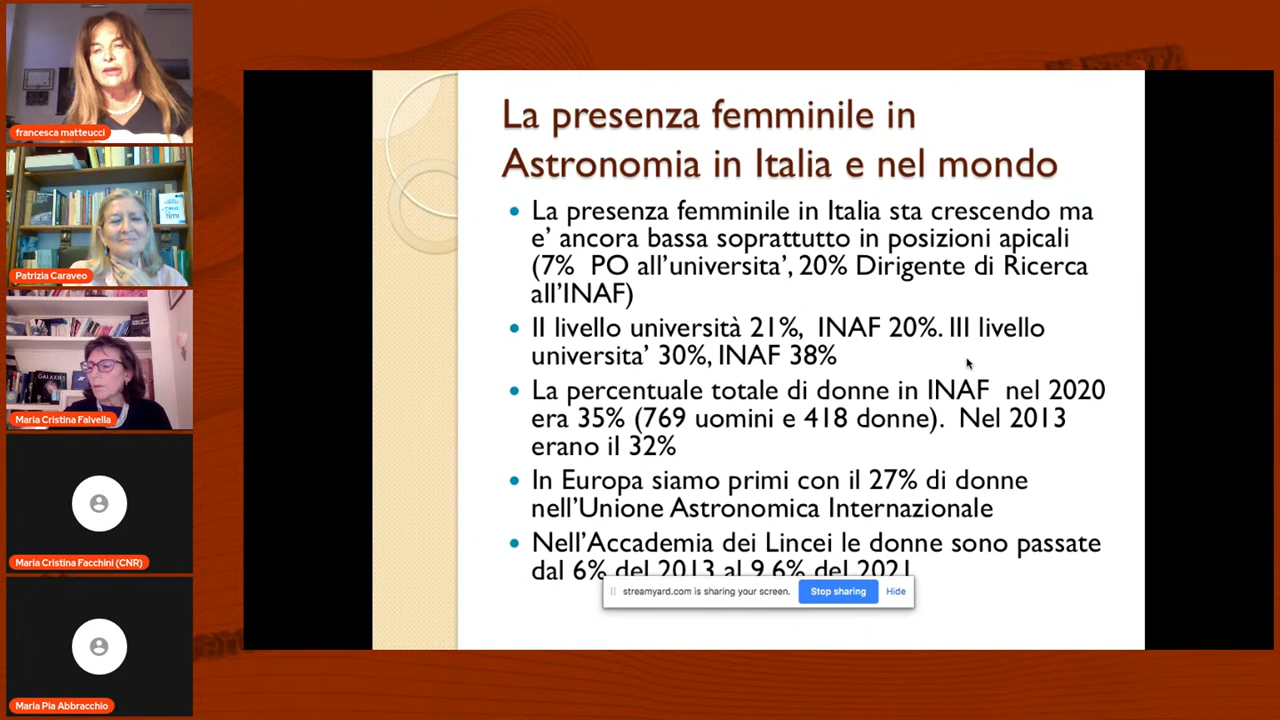 francesca matteucci
Patrizia Caraveo
Maria Cristina Falvella
Maria Cristina Facchini (CNR)
Maria Pia Abbracchio
GALAXIES
La presenza femminile in
Astronomia in Italia e nel mondo
La presenza femminile in Italia sta crescendo ma
e' ancora bassa soprattutto in posizioni apicali
(7%  PO all'universita', 20% Dirigente di Ricerca
all'INAF)
II livello università 21%,  INAF 20%. III livello
universita' 30%, INAF 38%
La percentuale totale di donne in INAF  nel 2020
era 35% (769 uomini e 418 donne).  Nel 2013
erano il 32%
In Europa siamo primi con il 27% di donne
nell'Unione Astronomica Internazionale
Nell'Accademia dei Lincei le donne sono passate
dal 6% del 2013 al 9,6% del 2021
streamyard.com is sharing your screen.
Stop sharing
Hide